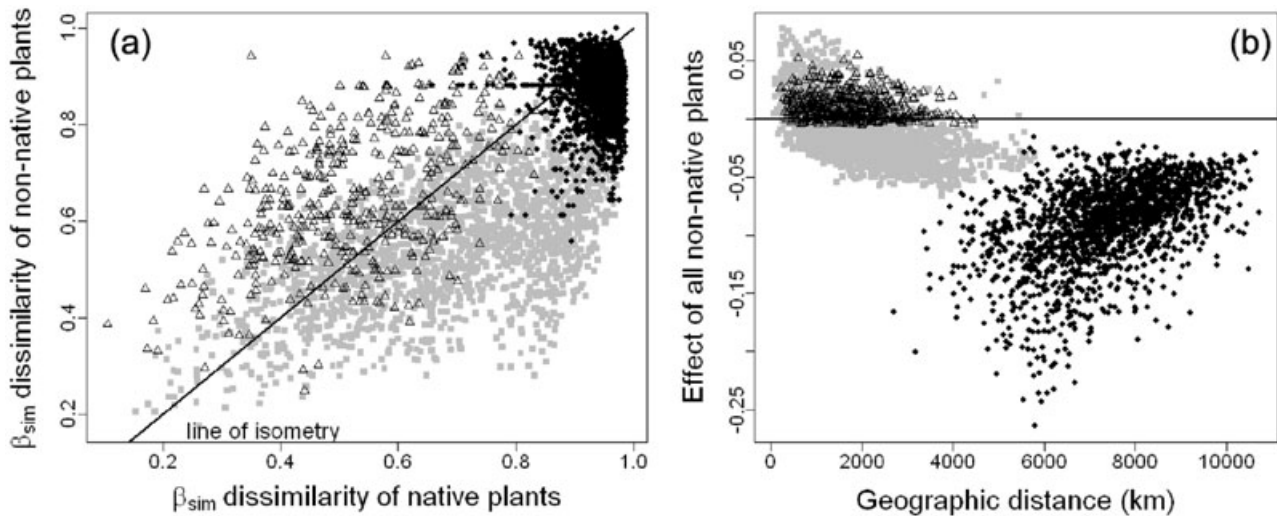 (a)
β_sim dissimilarity of non-native plants
1.0
0.8
0.6
0.4
0.2
line of isometry
0.2 0.4 0.6 0.8 1.0
β_sim dissimilarity of native plants
(b)
Effect of all non-native plants
0.05
-0.05
-0.15
-0.25
0 2000 4000 6000 8000 10000
Geographic distance (km)